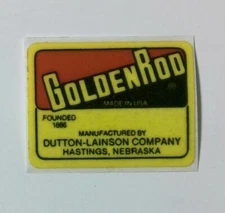 GOLDENROD
®
MADE IN USA
FOUNDED
1886
MANUFACTURED BY
DUTTON-LAINSON COMPANY
HASTINGS, NEBRASKA